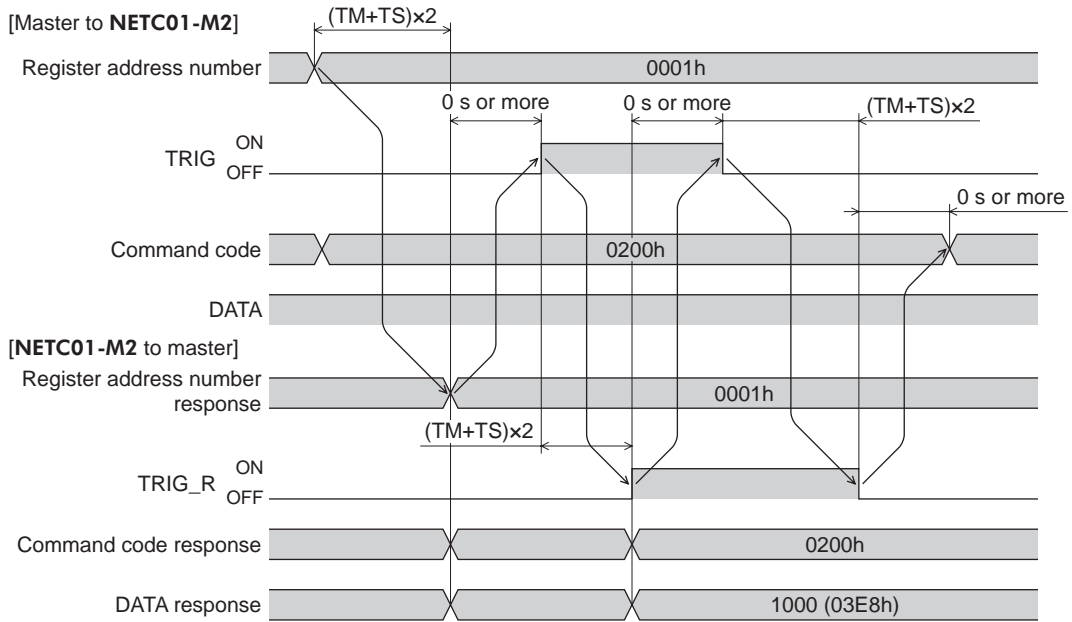 [Master to NETC01-M2]
(TM+TS)×2
Register address number
0001h
0 s or more
0 s or more
(TM+TS)×2
TRIG
ON
OFF
0 s or more
Command code
0200h
DATA
[NETC01-M2 to master]
Register address number
response
0001h
(TM+TS)×2
TRIG_R
ON
OFF
Command code response
0200h
DATA response
1000 (03E8h)